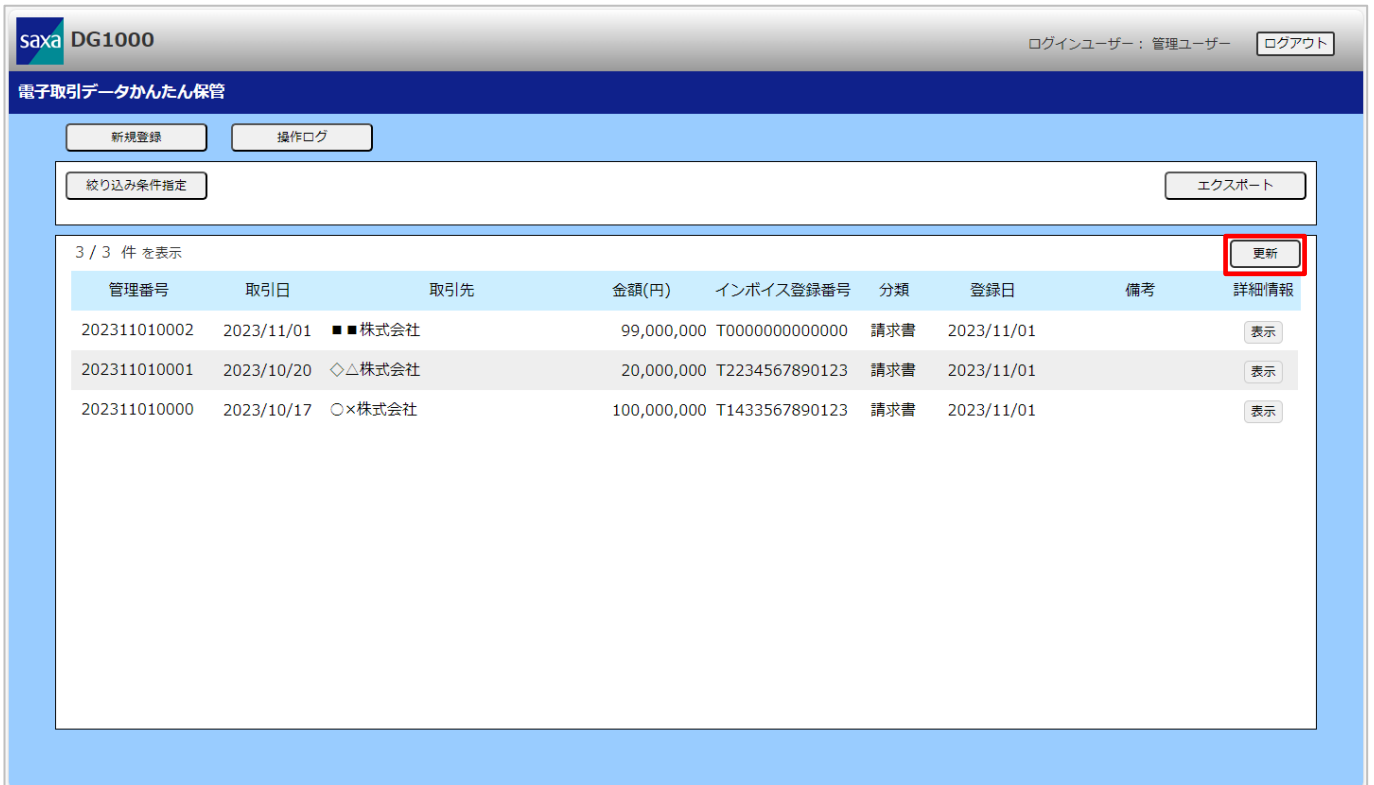 saxa DG1000 ログインユーザー： 管理ユーザー ログアウト
電子取引データかんたん保管
新規登録 操作ログ
絞り込み条件指定 エクスポート
3 / 3 件 を表示 更新
管理番号 取引日 取引先 金額(円) インボイス登録番号 分類 登録日 備考 詳細情報
202311010002 2023/11/01 ■■株式会社 99,000,000 T0000000000000 請求書 2023/11/01 表示
202311010001 2023/10/20 ◇△株式会社 20,000,000 T2234567890123 請求書 2023/11/01 表示
202311010000 2023/10/17 ○×株式会社 100,000,000 T1433567890123 請求書 2023/11/01 表示